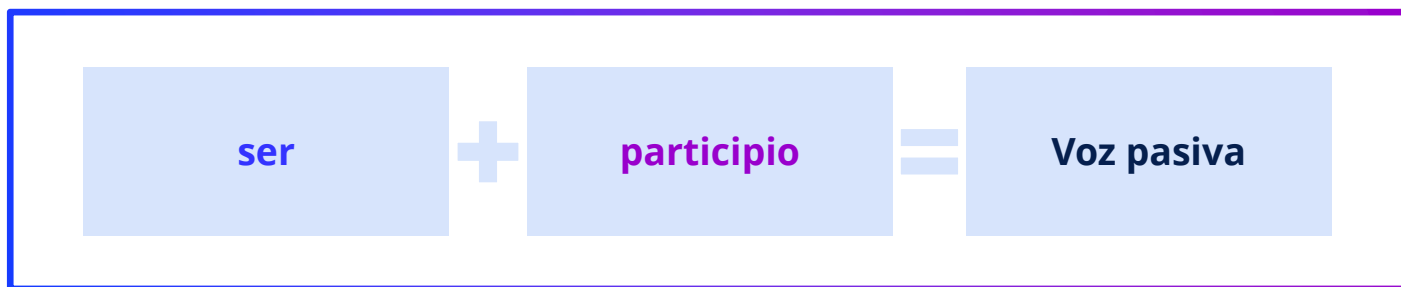 ser + participio = Voz pasiva